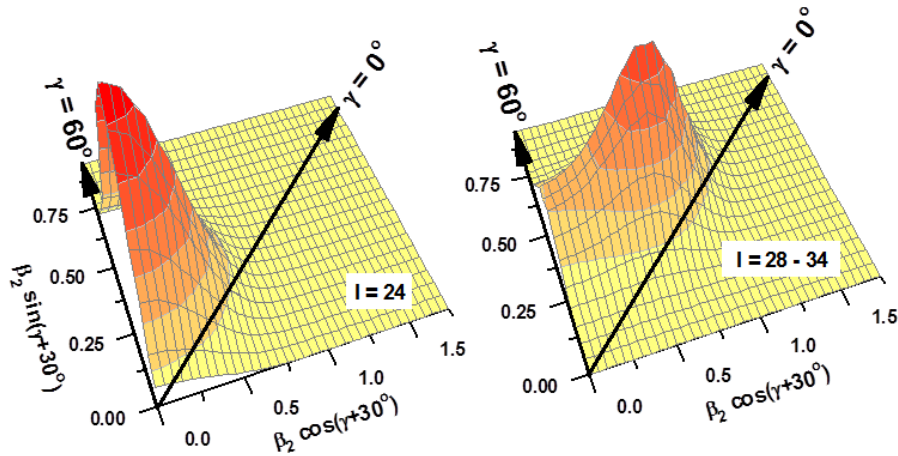 γ = 60°
γ = 0°
0.75
0.50
0.25
0.00
β₂ sin(γ+30°)
0.0
0.5
1.0
1.5
β₂ cos(γ+30°)
I = 24
γ = 60°
γ = 0°
0.75
0.50
0.25
0.00
0.0
0.5
1.0
1.5
β₂ cos(γ+30°)
I = 28 - 34